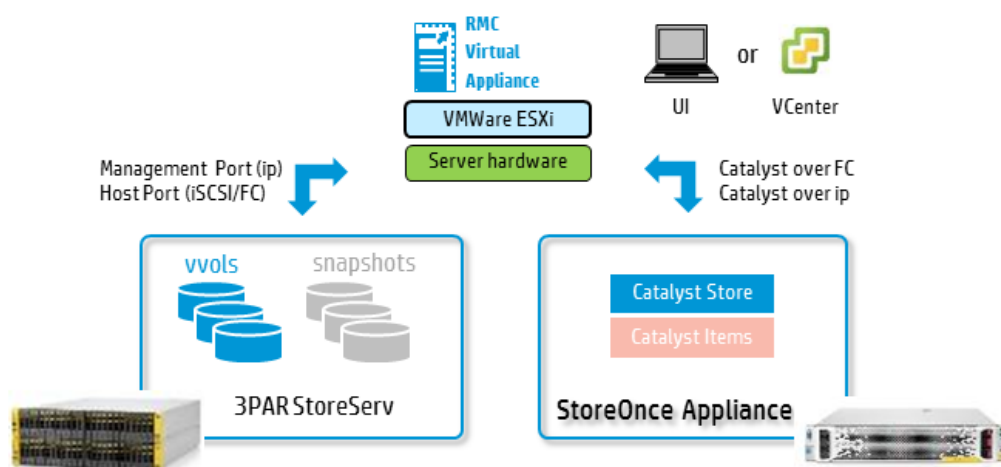 RMC
Virtual
Appliance
or
UI
VCenter
VMWare ESXi
Server hardware
Management Port (ip)
Host Port (iSCSI/FC)
Catalyst over FC
Catalyst over ip
vvols
snapshots
Catalyst Store
Catalyst Items
3PAR StoreServ
StoreOnce Appliance